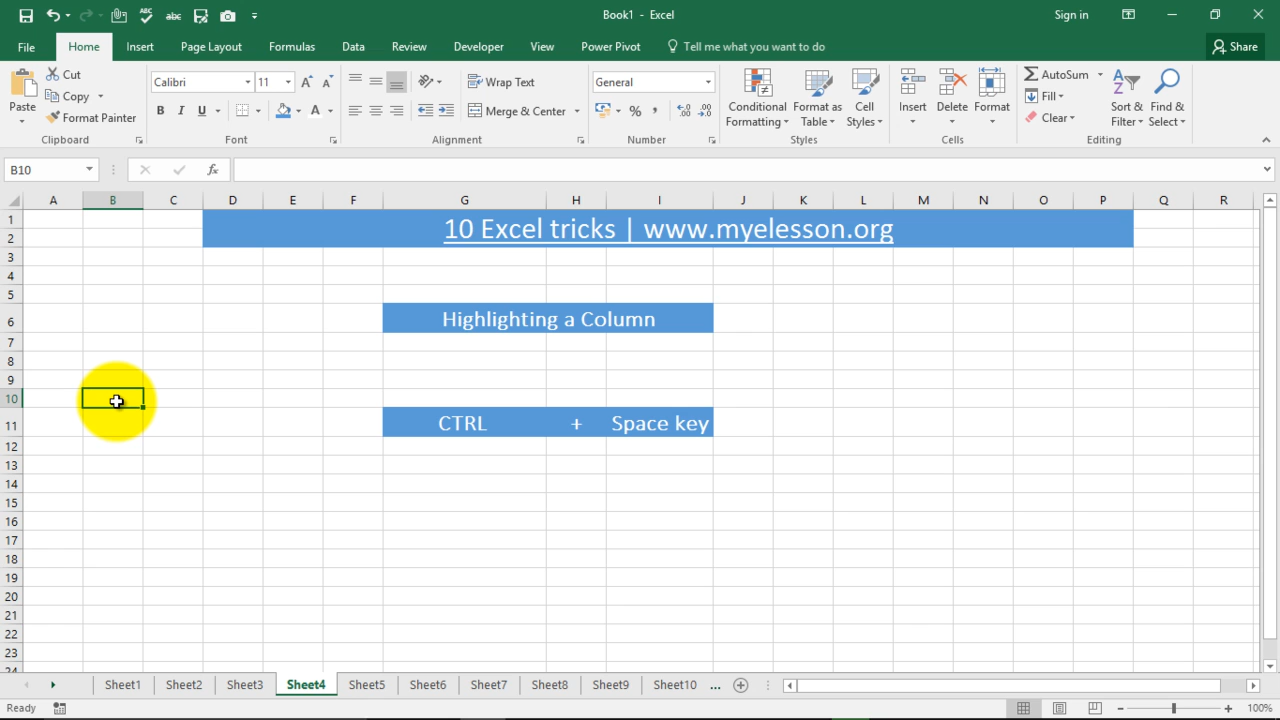 Book1 - Excel
Sign in
File Home Insert Page Layout Formulas Data Review Developer View Power Pivot Tell me what you want to do Share
Paste
Cut
Copy
Format Painter
Clipboard
Calibri 11
B I U
Font
Wrap Text
Merge & Center
Alignment
General
%
Number
Conditional Formatting
Format as Table
Cell Styles
Styles
Insert Delete Format
Cells
AutoSum
Fill
Clear
Sort & Filter
Find & Select
Editing
B10
fx
A B C D E F G H I J K L M N O P Q R
1
10 Excel tricks | www.myelesson.org
2
3
4
5
6 Highlighting a Column
7
8
9
10
11 CTRL + Space key
12
13
14
15
16
17
18
19
20
21
22
23
24
Sheet1 Sheet2 Sheet3 Sheet4 Sheet5 Sheet6 Sheet7 Sheet8 Sheet9 Sheet10 ...
Ready
100%